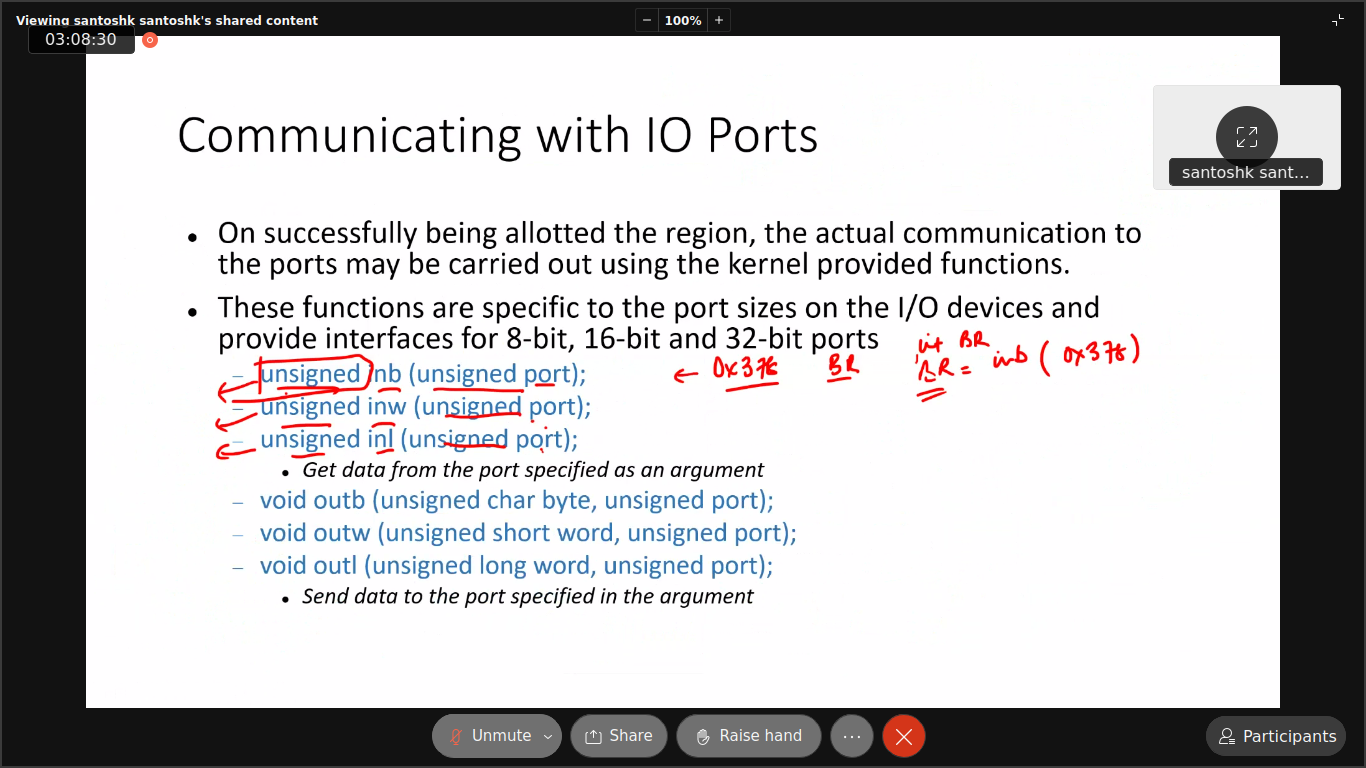 Viewing santoshk santoshk's shared content
− 100% +
03:08:30
santoshk sant...
Communicating with IO Ports
• On successfully being allotted the region, the actual communication to
the ports may be carried out using the kernel provided functions.
• These functions are specific to the port sizes on the I/O devices and
provide interfaces for 8-bit, 16-bit and 32-bit ports
int BR
– unsigned inb (unsigned port); ← 0x378 BR BR = inb ( 0x378 )
– unsigned inw (unsigned port);
– unsigned inl (unsigned port);
• Get data from the port specified as an argument
– void outb (unsigned char byte, unsigned port);
– void outw (unsigned short word, unsigned port);
– void outl (unsigned long word, unsigned port);
• Send data to the port specified in the argument
Unmute Share Raise hand ... Participants